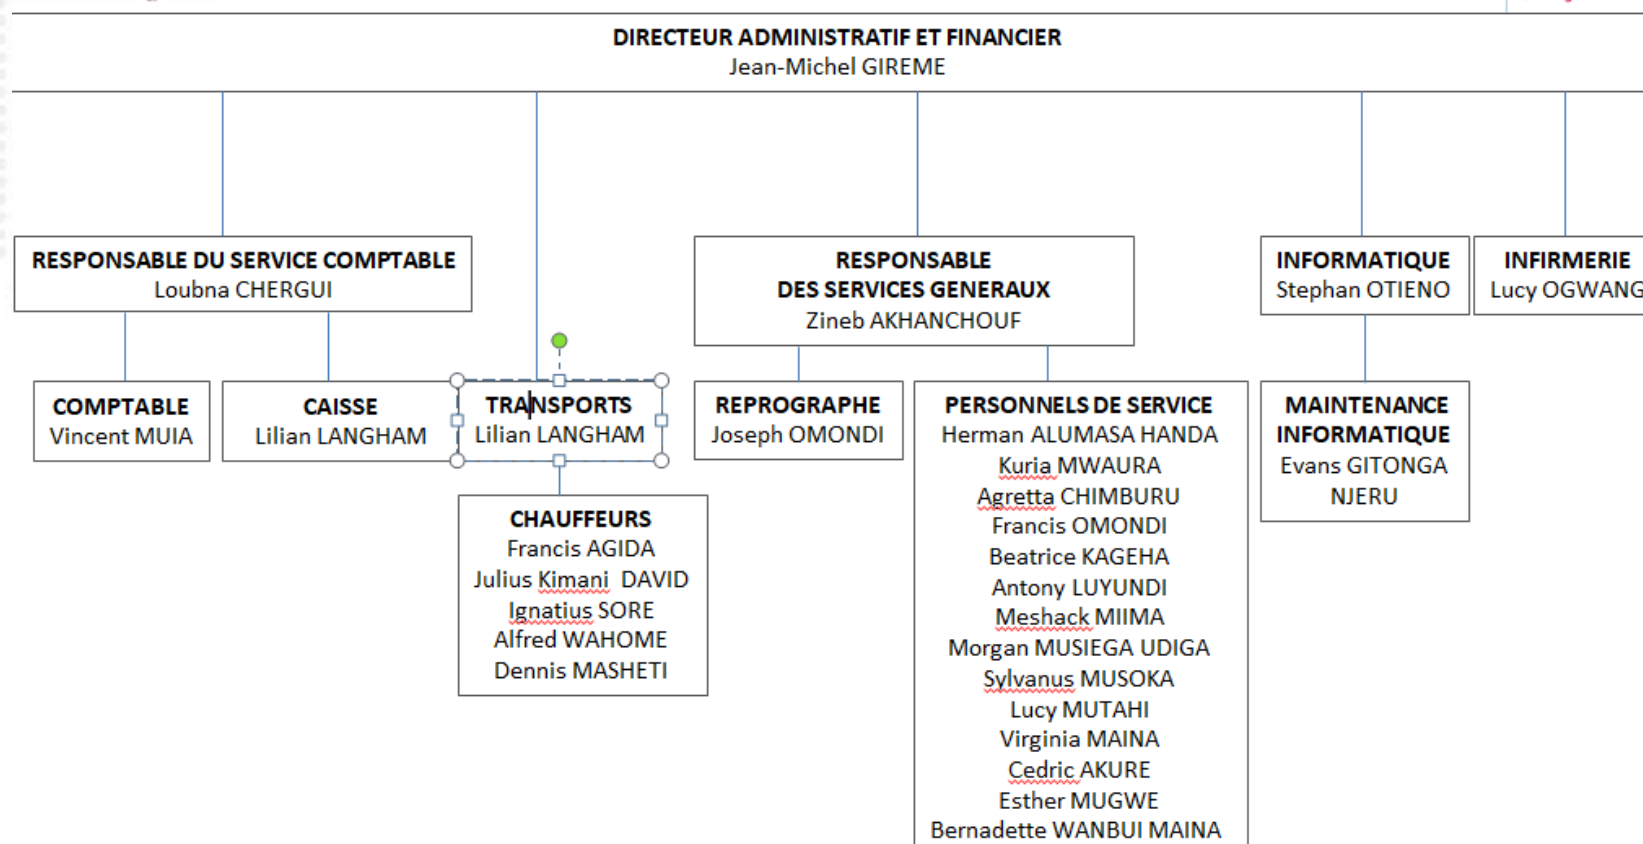 DIRECTEUR ADMINISTRATIF ET FINANCIER
Jean-Michel GIREME
RESPONSABLE DU SERVICE COMPTABLE
Loubna CHERGUI
RESPONSABLE
DES SERVICES GENERAUX
Zineb AKHANCHOUF
INFORMATIQUE
Stephan OTIENO
INFIRMERIE
Lucy OGWANG
COMPTABLE
Vincent MUIA
CAISSE
Lilian LANGHAM
TRANSPORTS
Lilian LANGHAM
REPROGRAPHE
Joseph OMONDI
PERSONNELS DE SERVICE
Herman ALUMASA HANDA
Kuria MWAURA
Agretta CHIMBURU
Francis OMONDI
Beatrice KAGEHA
Antony LUYUNDI
Meshack MIIMA
Morgan MUSIEGA UDIGA
Sylvanus MUSOKA
Lucy MUTAHI
Virginia MAINA
Cedric AKURE
Esther MUGWE
Bernadette WANBUI MAINA
MAINTENANCE
INFORMATIQUE
Evans GITONGA
NJERU
CHAUFFEURS
Francis AGIDA
Julius Kimani  DAVID
Ignatius SORE
Alfred WAHOME
Dennis MASHETI